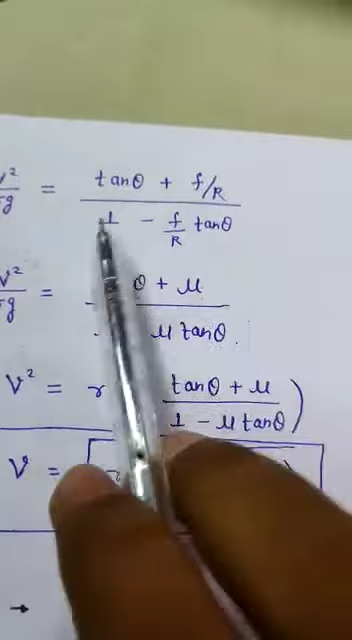 v²/rg = tanθ + f/R / 1 - f/R tanθ
v²/rg = θ + μ / μ tanθ.
V² = r tanθ + μ / 1 - μ tanθ )
V =
→